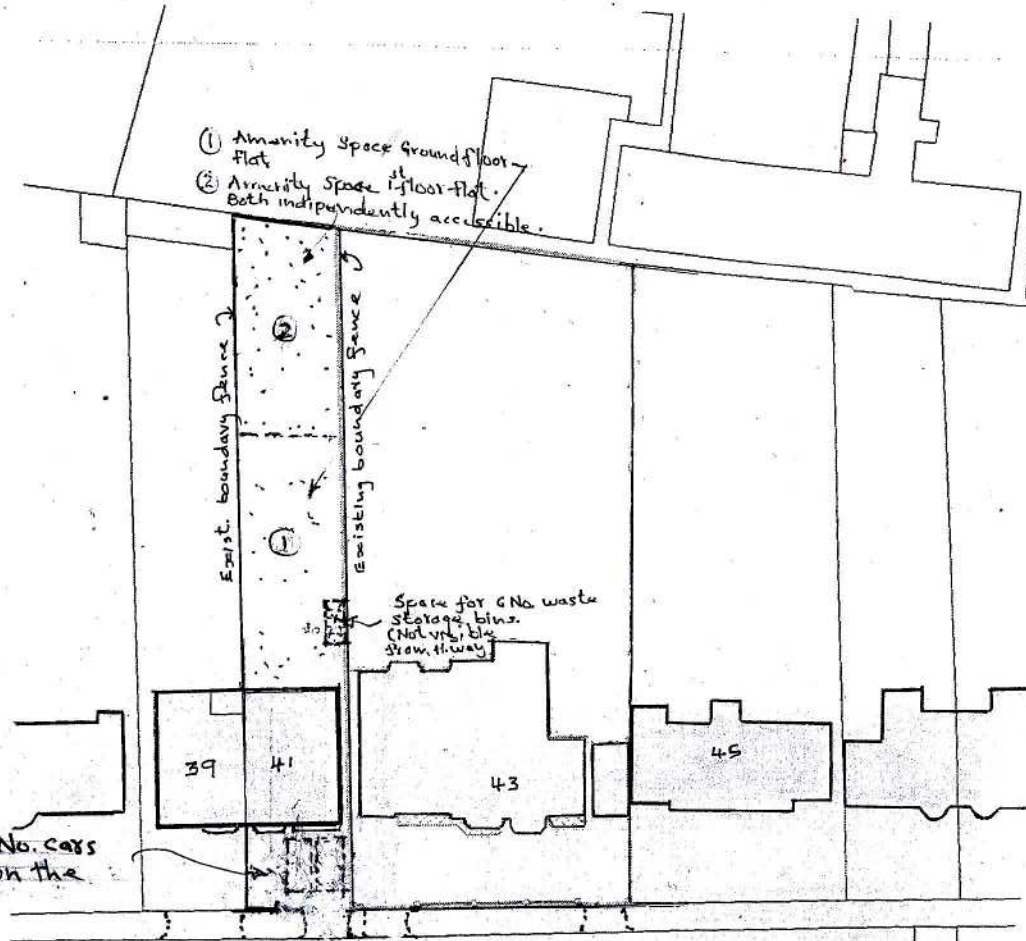 ① Amenity Space Ground floor
flat
② Amenity Space 1st floor flat.
Both indipendently accessible.
Exist. boundary fence
Existing boundary fence
②
①
Space for 6 No. waste
storage bins.
(Not visible
from H.way
39
41
43
45
No. cars
on the